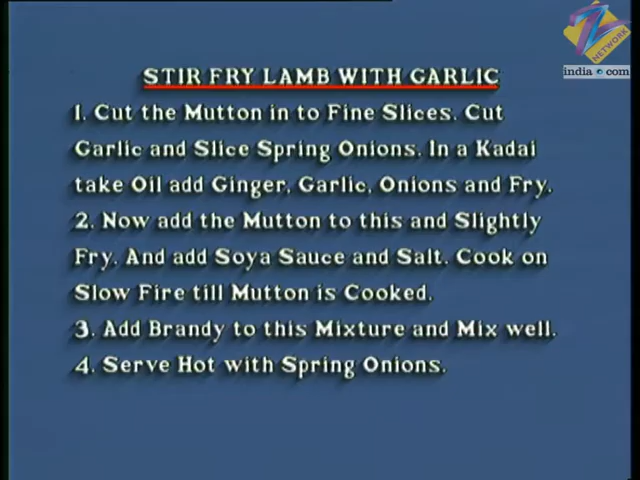 Z
NETWORK
india.com
STIR FRY LAMB WITH GARLIC
1. Cut the Mutton in to Fine Slices. Cut
Garlic and Slice Spring Onions. In a Kadai
take Oil add Ginger, Garlic, Onions and Fry.
2. Now add the Mutton to this and Slightly
Fry. And add Soya Sauce and Salt. Cook on
Slow Fire till Mutton is Cooked.
3. Add Brandy to this Mixture and Mix well.
4. Serve Hot with Spring Onions.